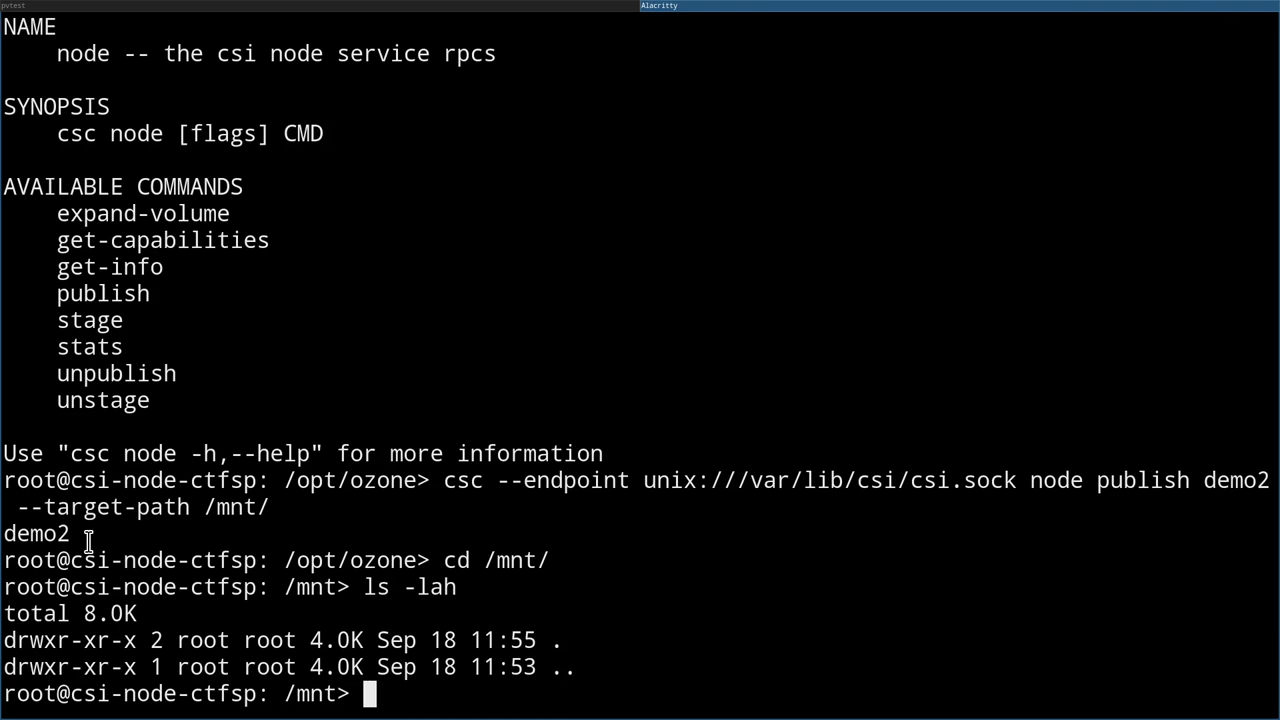 pvtest
Alacritty
NAME
node -- the csi node service rpcs
SYNOPSIS
csc node [flags] CMD
AVAILABLE COMMANDS
expand-volume
get-capabilities
get-info
publish
stage
stats
unpublish
unstage
Use "csc node -h,--help" for more information
root@csi-node-ctfsp: /opt/ozone> csc --endpoint unix:///var/lib/csi/csi.sock node publish demo2
--target-path /mnt/
demo2
root@csi-node-ctfsp: /opt/ozone> cd /mnt/
root@csi-node-ctfsp: /mnt> ls -lah
total 8.0K
drwxr-xr-x 2 root root 4.0K Sep 18 11:55 .
drwxr-xr-x 1 root root 4.0K Sep 18 11:53 ..
root@csi-node-ctfsp: /mnt>